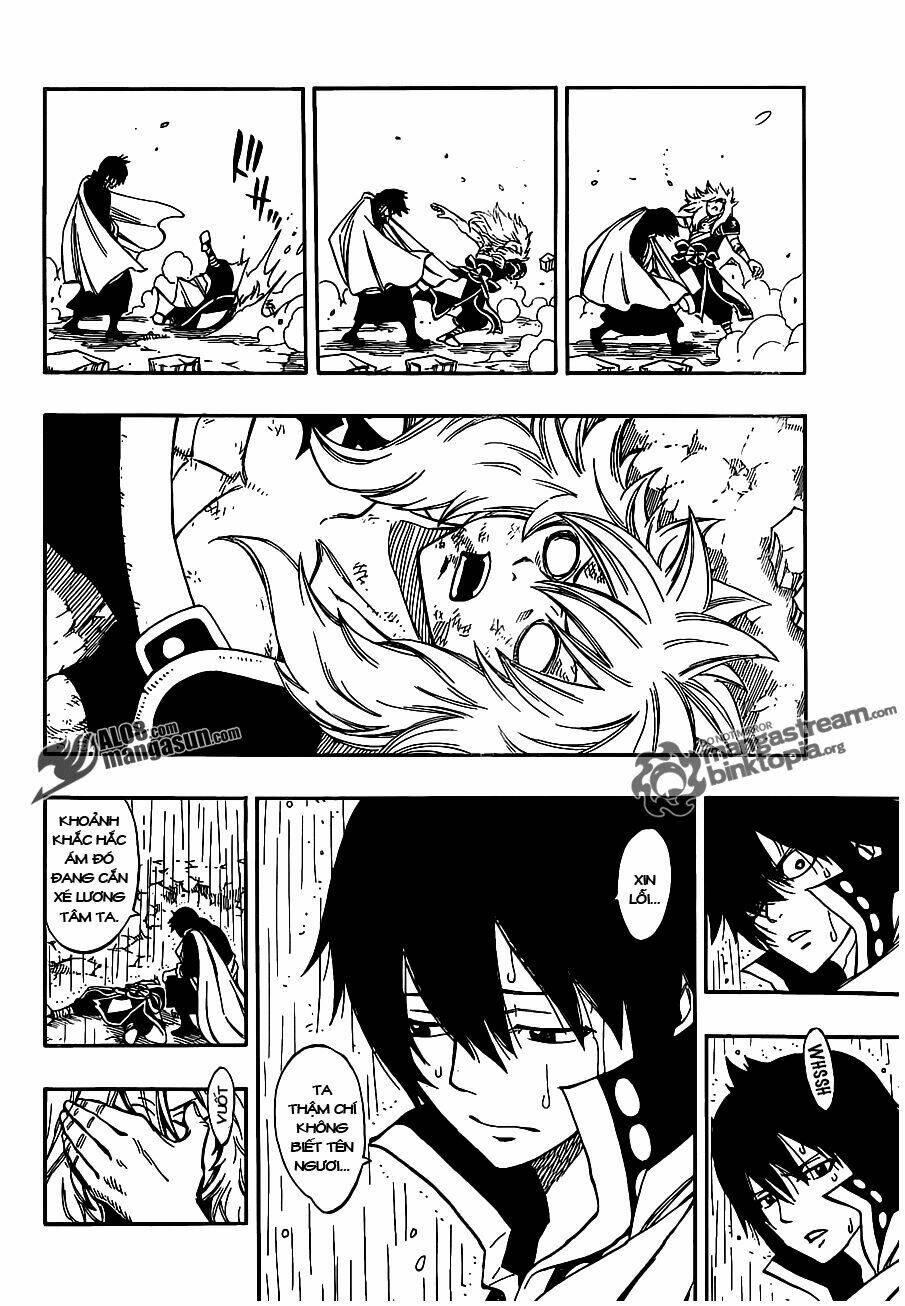 ALO8.com
mangasun.com
DO NOT MIRROR
mangastream.com
binktopia.org
WHSSH
XIN
LỖI...
TA
THẬM CHÍ
KHÔNG
BIẾT TÊN
NGƯƠI...
KHOẢNH
KHẮC HẮC
ÁM ĐÓ
ĐANG CẮN
XÉ LƯƠNG
TÂM TA.
VUỐT